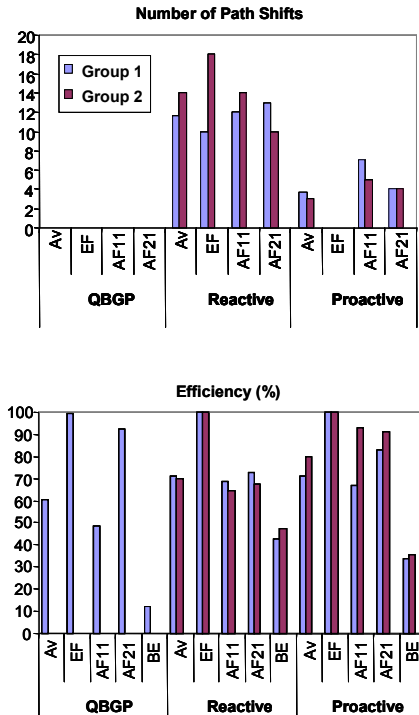 Number of Path Shifts
20
18
16
14
12
10
8
6
4
2
0
Group 1
Group 2
Av EF AF11 AF21 Av EF AF11 AF21 Av EF AF11 AF21
QBGP Reactive Proactive
Efficiency (%)
100
90
80
70
60
50
40
30
20
10
0
Av EF AF11 AF21 BE Av EF AF11 AF21 BE Av EF AF11 AF21 BE
QBGP Reactive Proactive